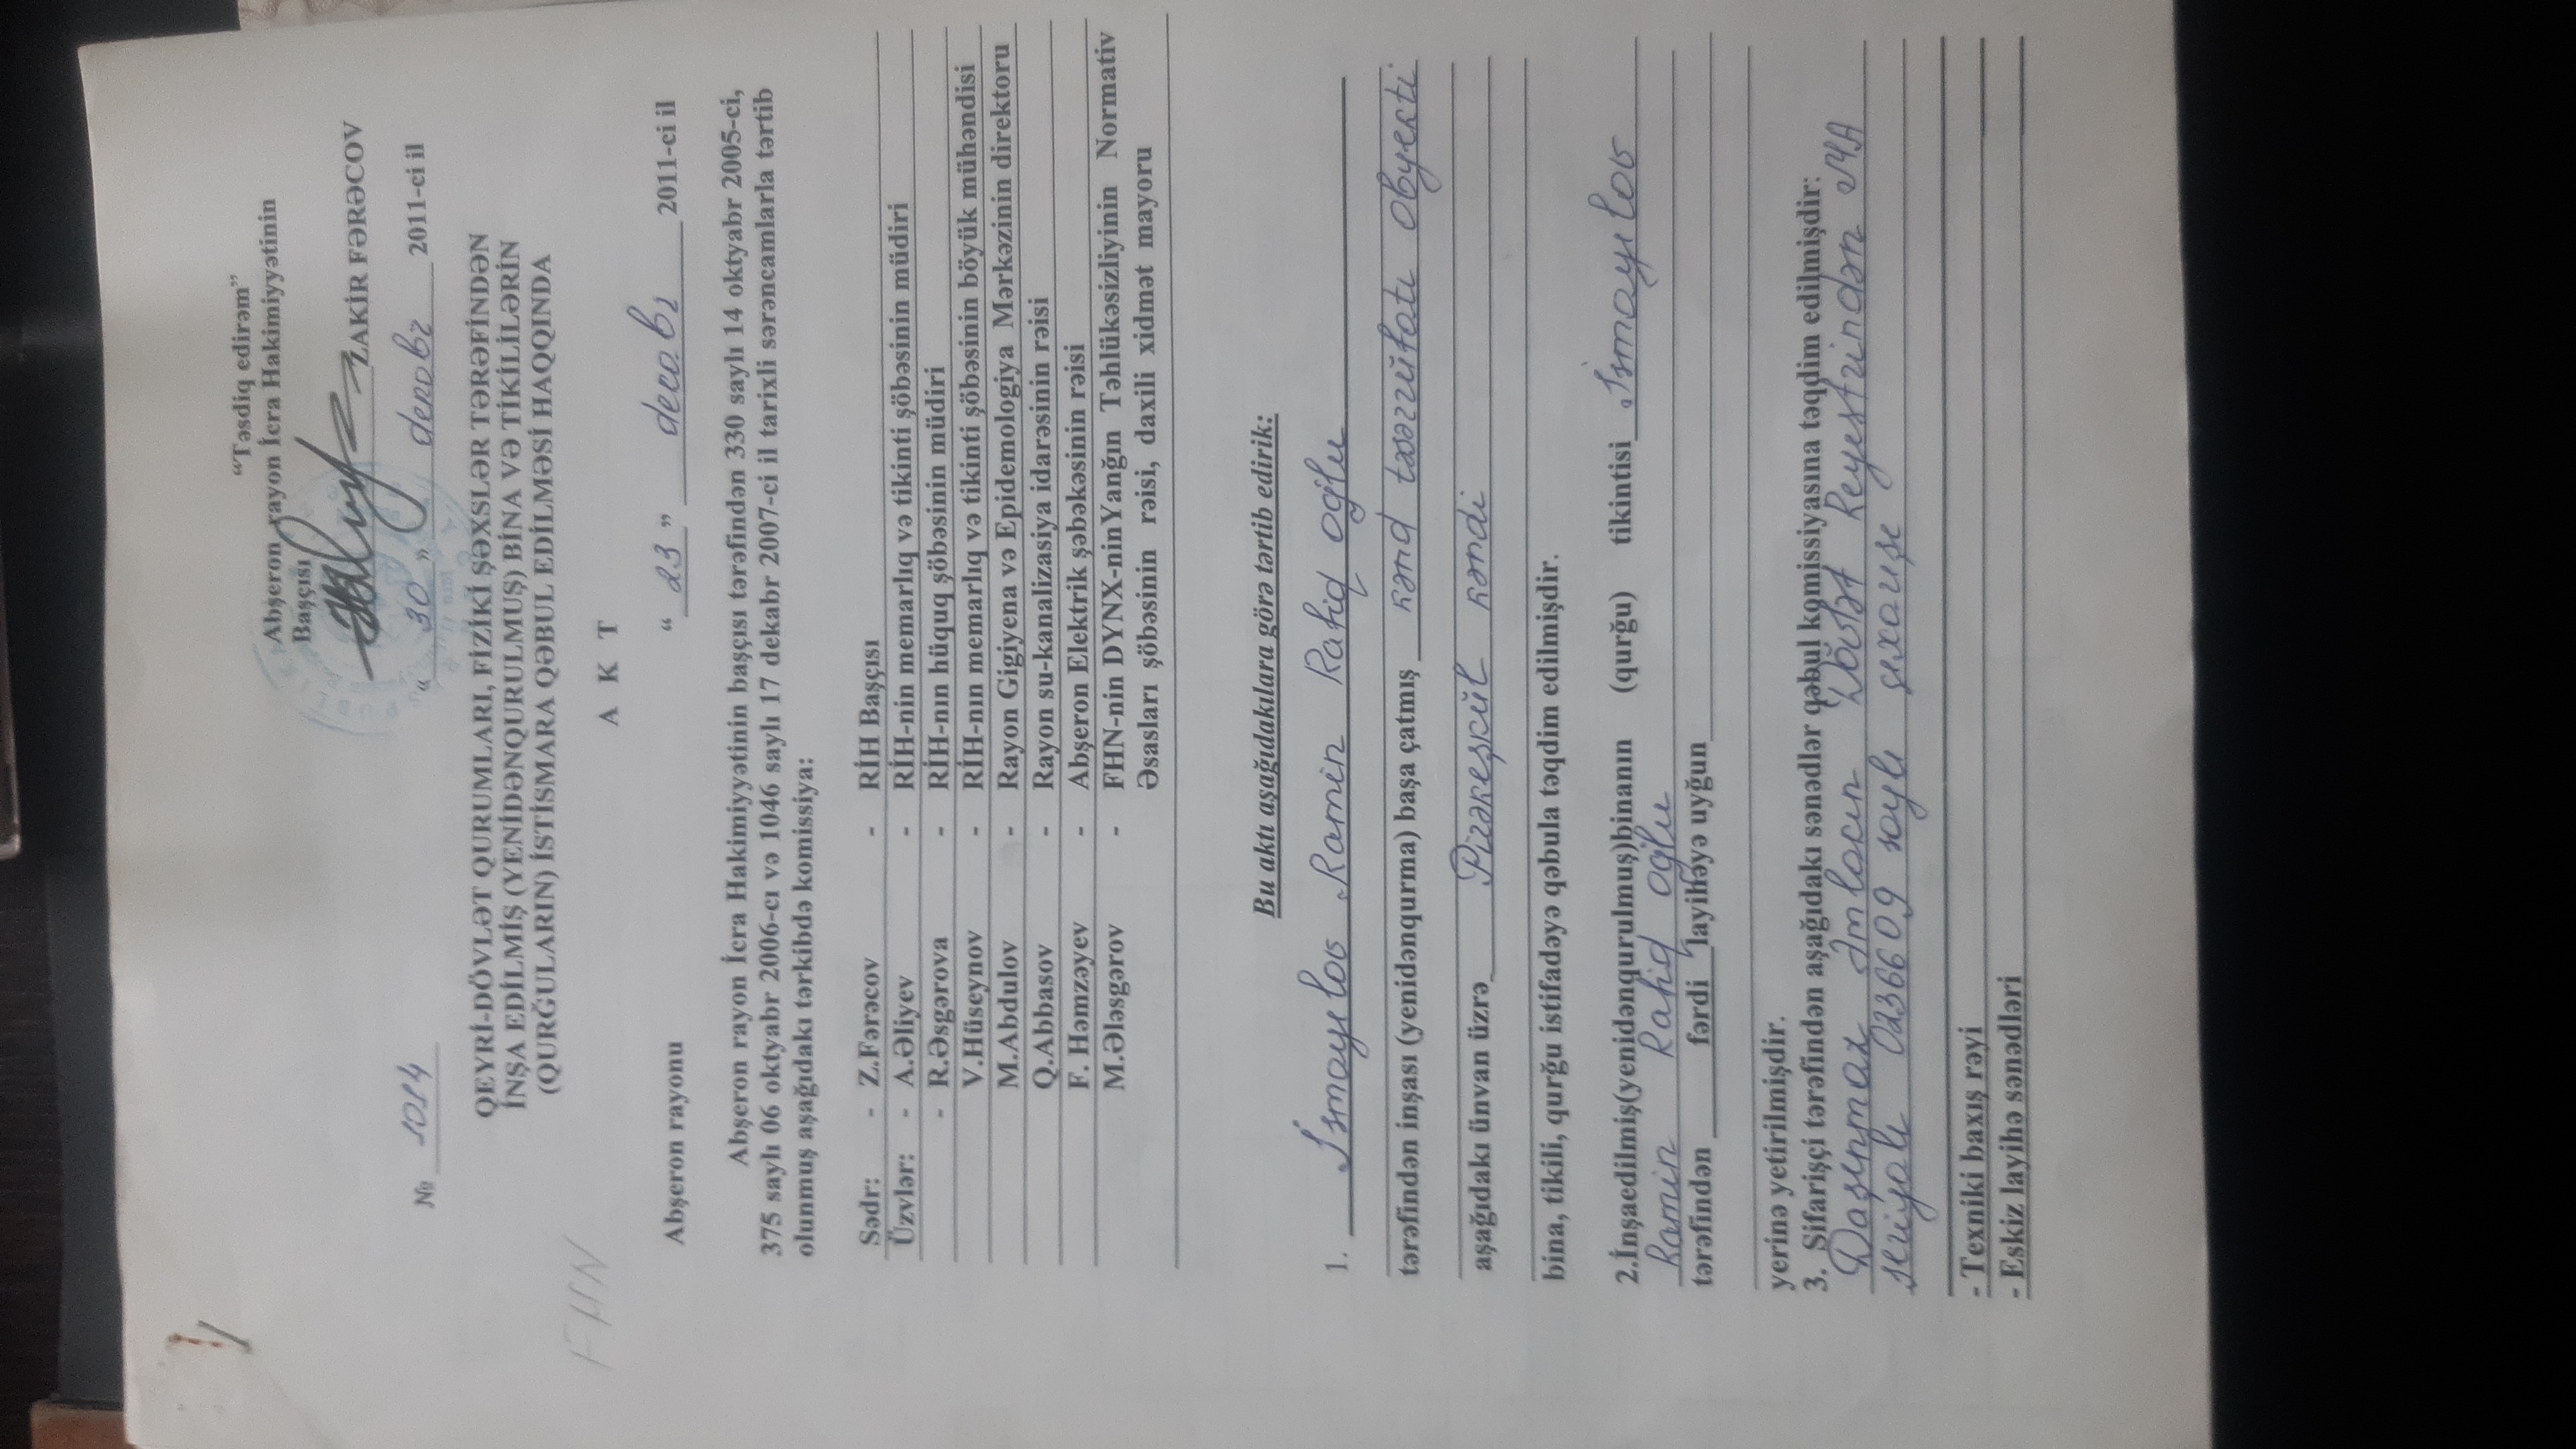 “Təsdiq edirəm”
Abşeron rayon İcra Hakimiyyətinin
Başçısı
ZAKİR FƏRƏCOV
“ 30 ” dekabr 2011-ci il
№ 1014
QEYRİ-DÖVLƏT QURUMLARI, FİZİKİ ŞƏXSLƏR TƏRƏFİNDƏN
İNŞA EDİLMİŞ (YENİDƏNQURULMUŞ) BİNA VƏ TİKİLİLƏRİN
(QURĞULARIN) İSTİSMARA QƏBUL EDİLMƏSİ HAQQINDA
FHN
A K T
Abşeron rayonu “ 23 ” dekabr 2011-ci il
Abşeron rayon İcra Hakimiyyətinin başçısı tərəfindən 330 saylı 14 oktyabr 2005-ci,
375 saylı 06 oktyabr 2006-cı və 1046 saylı 17 dekabr 2007-ci il tarixli sərəncamlarla tərtib
olunmuş aşağıdakı tərkibdə komissiya:
Sədr: - Z.Fərəcov - RİH Başçısı
Üzvlər: - A.Əliyev - RİH-nin memarlıq və tikinti şöbəsinin müdiri
- R.Əsgərova - RİH-nın hüquq şöbəsinin müdiri
V.Hüseynov - RİH-nın memarlıq və tikinti şöbəsinin böyük mühəndisi
M.Abdulov - Rayon Gigiyena və Epidemologiya Mərkəzinin direktoru
Q.Abbasov - Rayon su-kanalizasiya idarəsinin rəisi
F. Həmzəyev - Abşeron Elektrik şəbəkəsinin rəisi
M.Ələsgərov - FHN-nin DYNX-ninYanğın Təhlükəsizliyinin Normativ
Əsasları şöbəsinin rəisi, daxili xidmət mayoru
Bu aktı aşağıdakılara görə tərtib edirik:
1. İsmayılov Ramin Rafiq oğlu
tərəfindən inşası (yenidənqurma) başa çatmış kənd təsərrüfatı obyekti
aşağıdakı ünvan üzrə Pirəkeşkül kəndi
bina, tikili, qurğu istifadəyə qəbula təqdim edilmişdir.
2.İnşaedilmiş(yenidənqurulmuş)binanın (qurğu) tikintisi İsmayılov
Ramin Rafiq oğlu
tərəfindən fərdi layihəyə uyğun
yerinə yetirilmişdir.
3. Sifarişçi tərəfindən aşağıdakı sənədlər qəbul komissiyasına təqdim edilmişdir:
Daşınmaz Əmlakın Dövlət Reyestrindən MH
seriyalı 0236609 saylı çıxarışı
- Texniki baxış rəyi
- Eskiz layihə sənədləri